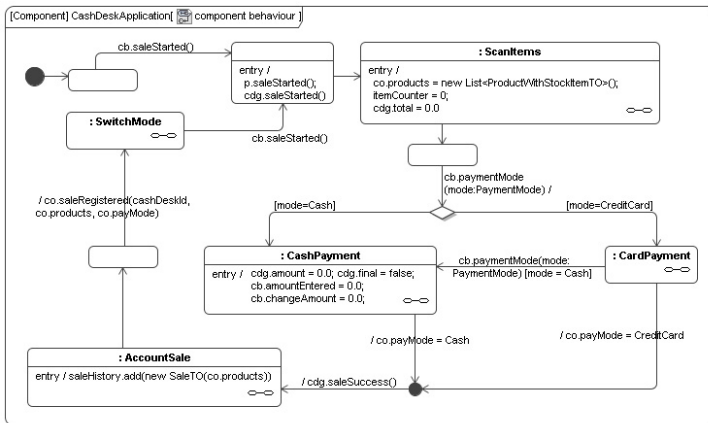 [Component] CashDeskApplication[ component behaviour ]
cb.saleStarted()
entry /
p.saleStarted();
cdg.saleStarted()
: ScanItems
entry /
co.products = new List<ProductWithStockItemTO>();
itemCounter = 0;
cdg.total = 0.0
: SwitchMode
cb.saleStarted()
cb.paymentMode
(mode:PaymentMode) /
/ co.saleRegistered(cashDeskId,
co.products, co.payMode)
[mode=Cash]
[mode=CreditCard]
: CashPayment
entry / cdg.amount = 0.0; cdg.final = false;
cb.amountEntered = 0.0;
cb.changeAmount = 0.0;
cb.paymentMode(mode:
PaymentMode) [mode = Cash]
: CardPayment
/ co.payMode = Cash
/ co.payMode = CreditCard
: AccountSale
entry / saleHistory.add(new SaleTO(co.products))
/ cdg.saleSuccess()